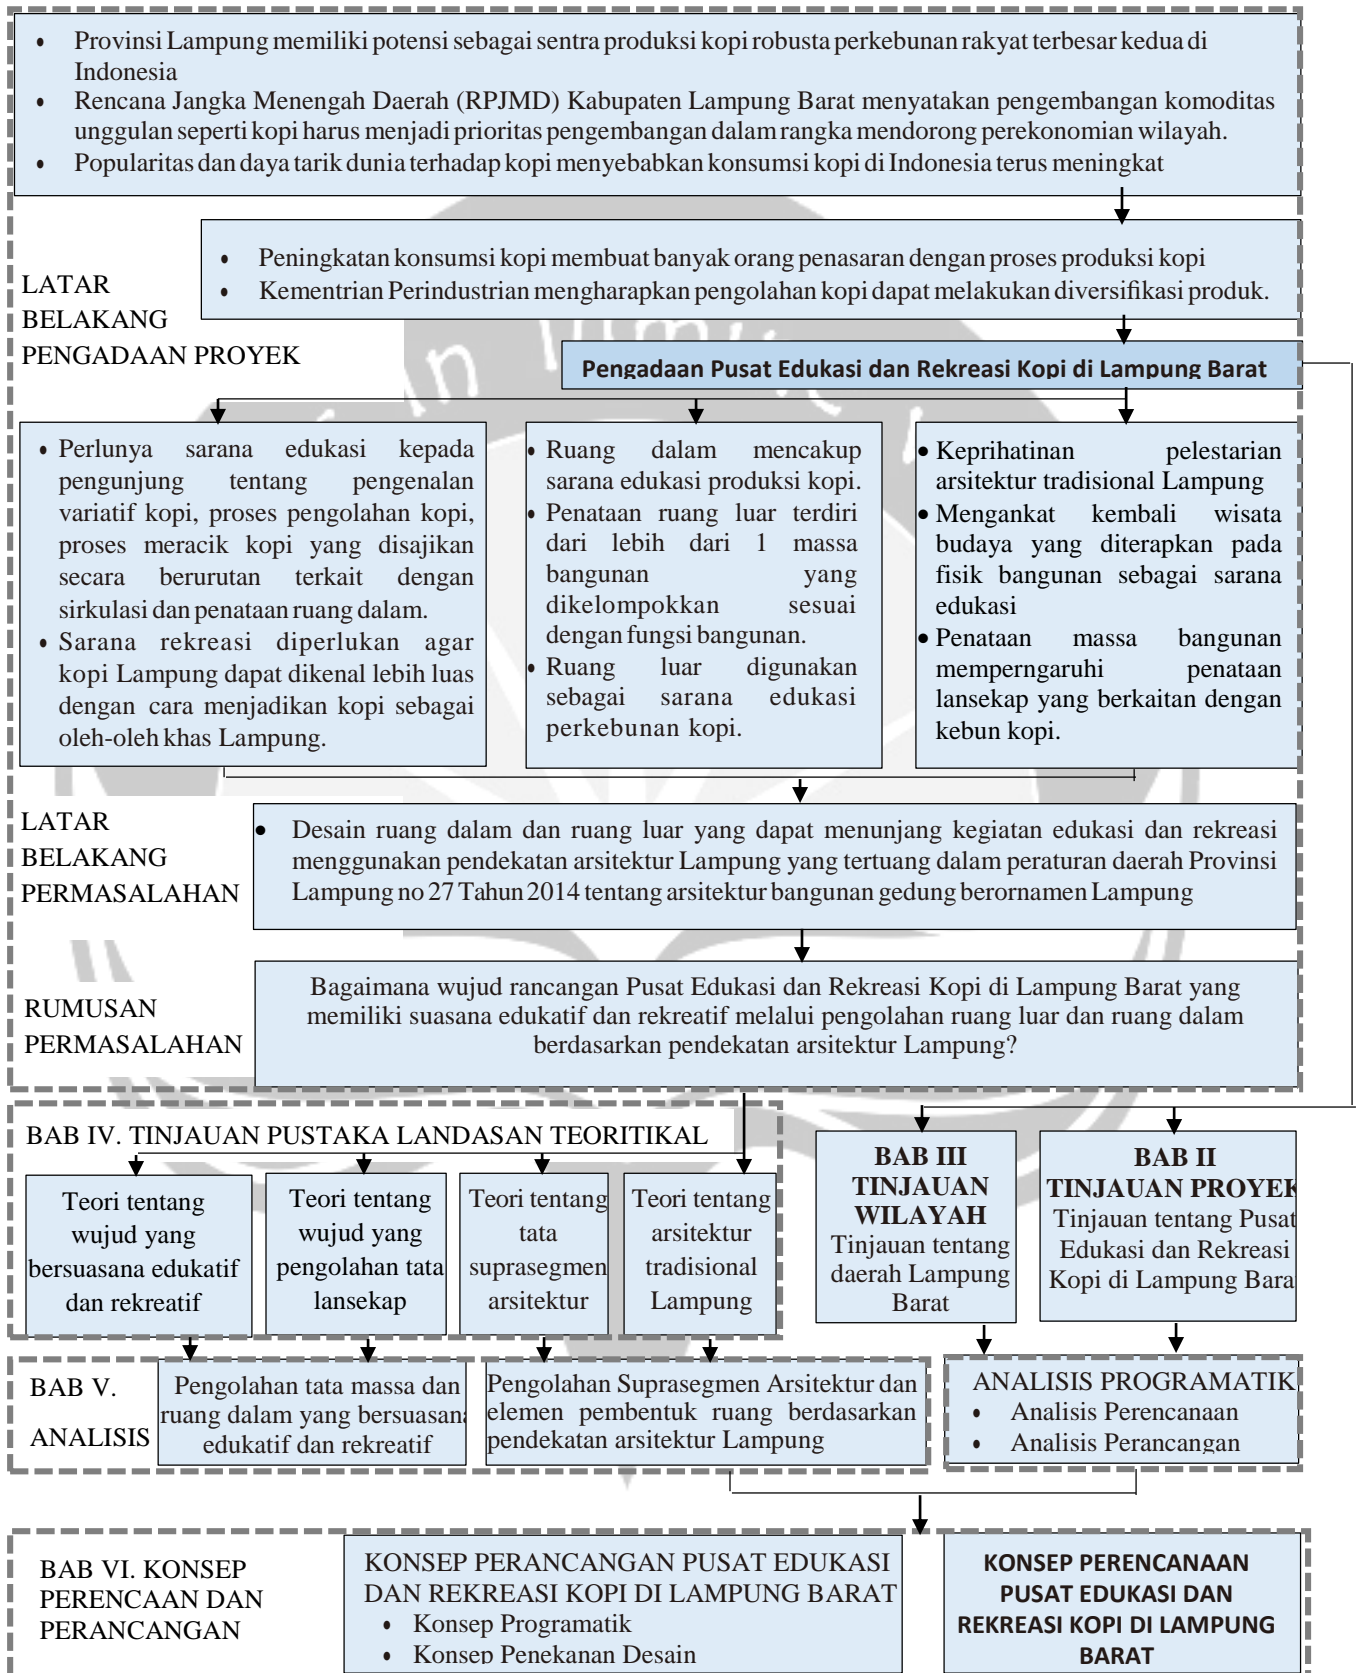 • Provinsi Lampung memiliki potensi sebagai sentra produksi kopi robusta perkebunan rakyat terbesar kedua di
Indonesia
• Rencana Jangka Menengah Daerah (RPJMD) Kabupaten Lampung Barat menyatakan pengembangan komoditas
unggulan seperti kopi harus menjadi prioritas pengembangan dalam rangka mendorong perekonomian wilayah.
• Popularitas dan daya tarik dunia terhadap kopi menyebabkan konsumsi kopi di Indonesia terus meningkat
• Peningkatan konsumsi kopi membuat banyak orang penasaran dengan proses produksi kopi
• Kementrian Perindustrian mengharapkan pengolahan kopi dapat melakukan diversifikasi produk.
LATAR
BELAKANG
PENGADAAN PROYEK
Pengadaan Pusat Edukasi dan Rekreasi Kopi di Lampung Barat
• Perlunya sarana edukasi kepada
pengunjung tentang pengenalan
variatif kopi, proses pengolahan kopi,
proses meracik kopi yang disajikan
secara berurutan terkait dengan
sirkulasi dan penataan ruang dalam.
• Sarana rekreasi diperlukan agar
kopi Lampung dapat dikenal lebih luas
dengan cara menjadikan kopi sebagai
oleh-oleh khas Lampung.
• Ruang dalam mencakup
sarana edukasi produksi kopi.
• Penataan ruang luar terdiri
dari lebih dari 1 massa
bangunan yang
dikelompokkan sesuai
dengan fungsi bangunan.
• Ruang luar digunakan
sebagai sarana edukasi
perkebunan kopi.
• Keprihatinan pelestarian
arsitektur tradisional Lampung
• Mengankat kembali wisata
budaya yang diterapkan pada
fisik bangunan sebagai sarana
edukasi
• Penataan massa bangunan
memperngaruhi penataan
lansekap yang berkaitan dengan
kebun kopi.
LATAR
BELAKANG
PERMASALAHAN
• Desain ruang dalam dan ruang luar yang dapat menunjang kegiatan edukasi dan rekreasi
menggunakan pendekatan arsitektur Lampung yang tertuang dalam peraturan daerah Provinsi
Lampung no 27 Tahun 2014 tentang arsitektur bangunan gedung berornamen Lampung
RUMUSAN
PERMASALAHAN
Bagaimana wujud rancangan Pusat Edukasi dan Rekreasi Kopi di Lampung Barat yang
memiliki suasana edukatif dan rekreatif melalui pengolahan ruang luar dan ruang dalam
berdasarkan pendekatan arsitektur Lampung?
BAB IV. TINJAUAN PUSTAKA LANDASAN TEORITIKAL
Teori tentang
wujud yang
bersuasana edukatif
dan rekreatif
Teori tentang
wujud yang
pengolahan tata
lansekap
Teori tentang
tata
suprasegmen
arsitektur
Teori tentang
arsitektur
tradisional
Lampung
BAB III
TINJAUAN
WILAYAH
Tinjauan tentang
daerah Lampung
Barat
BAB II
TINJAUAN PROYEK
Tinjauan tentang Pusat
Edukasi dan Rekreasi
Kopi di Lampung Bara
BAB V.
ANALISIS
Pengolahan tata massa dan
ruang dalam yang bersuasana
edukatif dan rekreatif
Pengolahan Suprasegmen Arsitektur dan
elemen pembentuk ruang berdasarkan
pendekatan arsitektur Lampung
ANALISIS PROGRAMATIK
• Analisis Perencanaan
• Analisis Perancangan
BAB VI. KONSEP
PERENCAAN DAN
PERANCANGAN
KONSEP PERANCANGAN PUSAT EDUKASI
DAN REKREASI KOPI DI LAMPUNG BARAT
• Konsep Programatik
• Konsep Penekanan Desain
KONSEP PERENCANAAN
PUSAT EDUKASI DAN
REKREASI KOPI DI LAMPUNG
BARAT